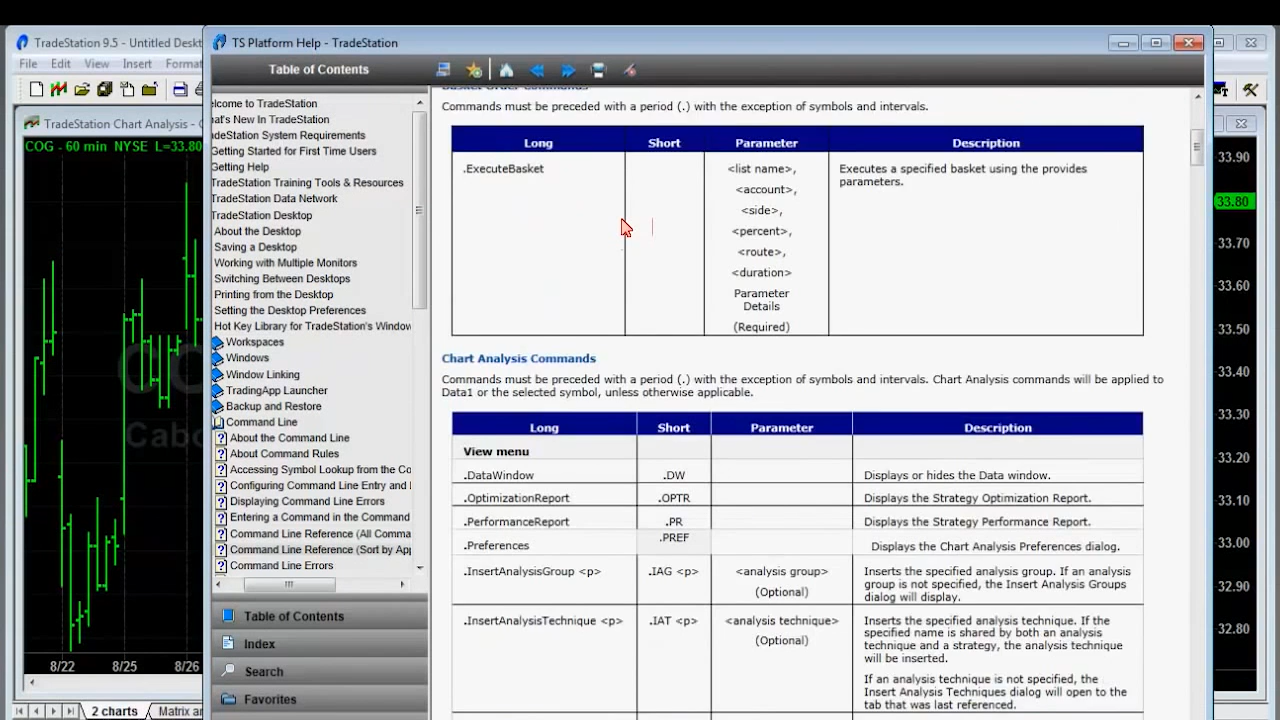 TradeStation 9.5 - Untitled Deskt
File Edit View Insert Format
TradeStation Chart Analysis -
COG - 60 min NYSE L=33.80
8/22 8/25 8/26
2 charts Matrix ar
TS Platform Help - TradeStation
Table of Contents
elcome to TradeStation
hat's New In TradeStation
adeStation System Requirements
Getting Started for First Time Users
Getting Help
TradeStation Training Tools & Resources
TradeStation Data Network
TradeStation Desktop
About the Desktop
Saving a Desktop
Working with Multiple Monitors
Switching Between Desktops
Printing from the Desktop
Setting the Desktop Preferences
Hot Key Library for TradeStation's Window
Workspaces
Windows
Window Linking
TradingApp Launcher
Backup and Restore
Command Line
About the Command Line
About Command Rules
Accessing Symbol Lookup from the Co
Configuring Command Line Entry and
Displaying Command Line Errors
Entering a Command in the Command
Command Line Reference (All Comma
Command Line Reference (Sort by App
Command Line Errors
Table of Contents
Index
Search
Favorites
Basket Order Commands
Commands must be preceded with a period (.) with the exception of symbols and intervals.
Long Short Parameter Description
.ExecuteBasket <list name>, Executes a specified basket using the provides
parameters.
<account>,
<side>,
<percent>,
<route>,
<duration>
Parameter
Details
(Required)
Chart Analysis Commands
Commands must be preceded with a period (.) with the exception of symbols and intervals. Chart Analysis commands will be applied to
Data1 or the selected symbol, unless otherwise applicable.
Long Short Parameter Description
View menu
.DataWindow .DW Displays or hides the Data window.
.OptimizationReport .OPTR Displays the Strategy Optimization Report.
.PerformanceReport .PR Displays the Strategy Performance Report.
.Preferences .PREF Displays the Chart Analysis Preferences dialog.
.InsertAnalysisGroup <p> .IAG <p> <analysis group> Inserts the specified analysis group. If an analysis
(Optional) group is not specified, the Insert Analysis Groups
dialog will display.
.InsertAnalysisTechnique <p> .IAT <p> <analysis technique> Inserts the specified analysis technique. If the
(Optional) specified name is shared by both an analysis
technique and a strategy, the analysis technique
will be inserted.
If an analysis technique is not specified, the
Insert Analysis Techniques dialog will open to the
tab that was last referenced.
33.90
33.80
33.70
33.60
33.50
33.40
33.30
33.20
33.10
33.00
32.90
32.80